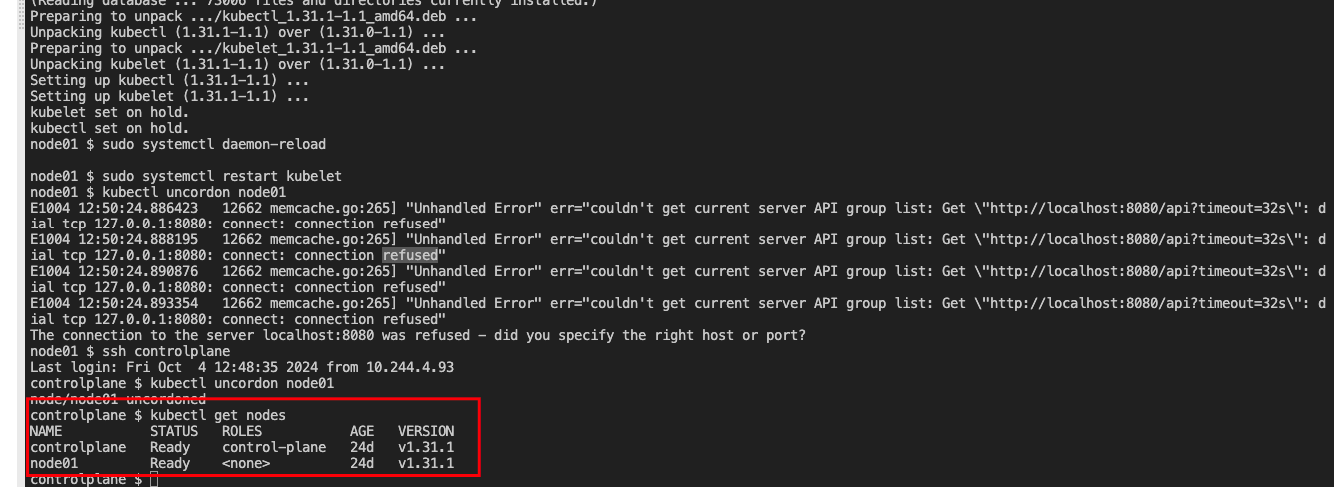 (Reading database ... 73006 files and directories currently installed.)
Preparing to unpack .../kubectl_1.31.1-1.1_amd64.deb ...
Unpacking kubectl (1.31.1-1.1) over (1.31.0-1.1) ...
Preparing to unpack .../kubelet_1.31.1-1.1_amd64.deb ...
Unpacking kubelet (1.31.1-1.1) over (1.31.0-1.1) ...
Setting up kubectl (1.31.1-1.1) ...
Setting up kubelet (1.31.1-1.1) ...
kubelet set on hold.
kubectl set on hold.
node01 $ sudo systemctl daemon-reload
node01 $ sudo systemctl restart kubelet
node01 $ kubectl uncordon node01
E1004 12:50:24.886423   12662 memcache.go:265] "Unhandled Error" err="couldn't get current server API group list: Get \"http://localhost:8080/api?timeout=32s\": d
ial tcp 127.0.0.1:8080: connect: connection refused"
E1004 12:50:24.888195   12662 memcache.go:265] "Unhandled Error" err="couldn't get current server API group list: Get \"http://localhost:8080/api?timeout=32s\": d
ial tcp 127.0.0.1:8080: connect: connection refused"
E1004 12:50:24.890876   12662 memcache.go:265] "Unhandled Error" err="couldn't get current server API group list: Get \"http://localhost:8080/api?timeout=32s\": d
ial tcp 127.0.0.1:8080: connect: connection refused"
E1004 12:50:24.893354   12662 memcache.go:265] "Unhandled Error" err="couldn't get current server API group list: Get \"http://localhost:8080/api?timeout=32s\": d
ial tcp 127.0.0.1:8080: connect: connection refused"
The connection to the server localhost:8080 was refused - did you specify the right host or port?
node01 $ ssh controlplane
Last login: Fri Oct  4 12:48:35 2024 from 10.244.4.93
controlplane $ kubectl uncordon node01
node/node01 uncordoned
controlplane $ kubectl get nodes
NAME           STATUS   ROLES           AGE   VERSION
controlplane   Ready    control-plane   24d   v1.31.1
node01         Ready    <none>          24d   v1.31.1
controlplane $